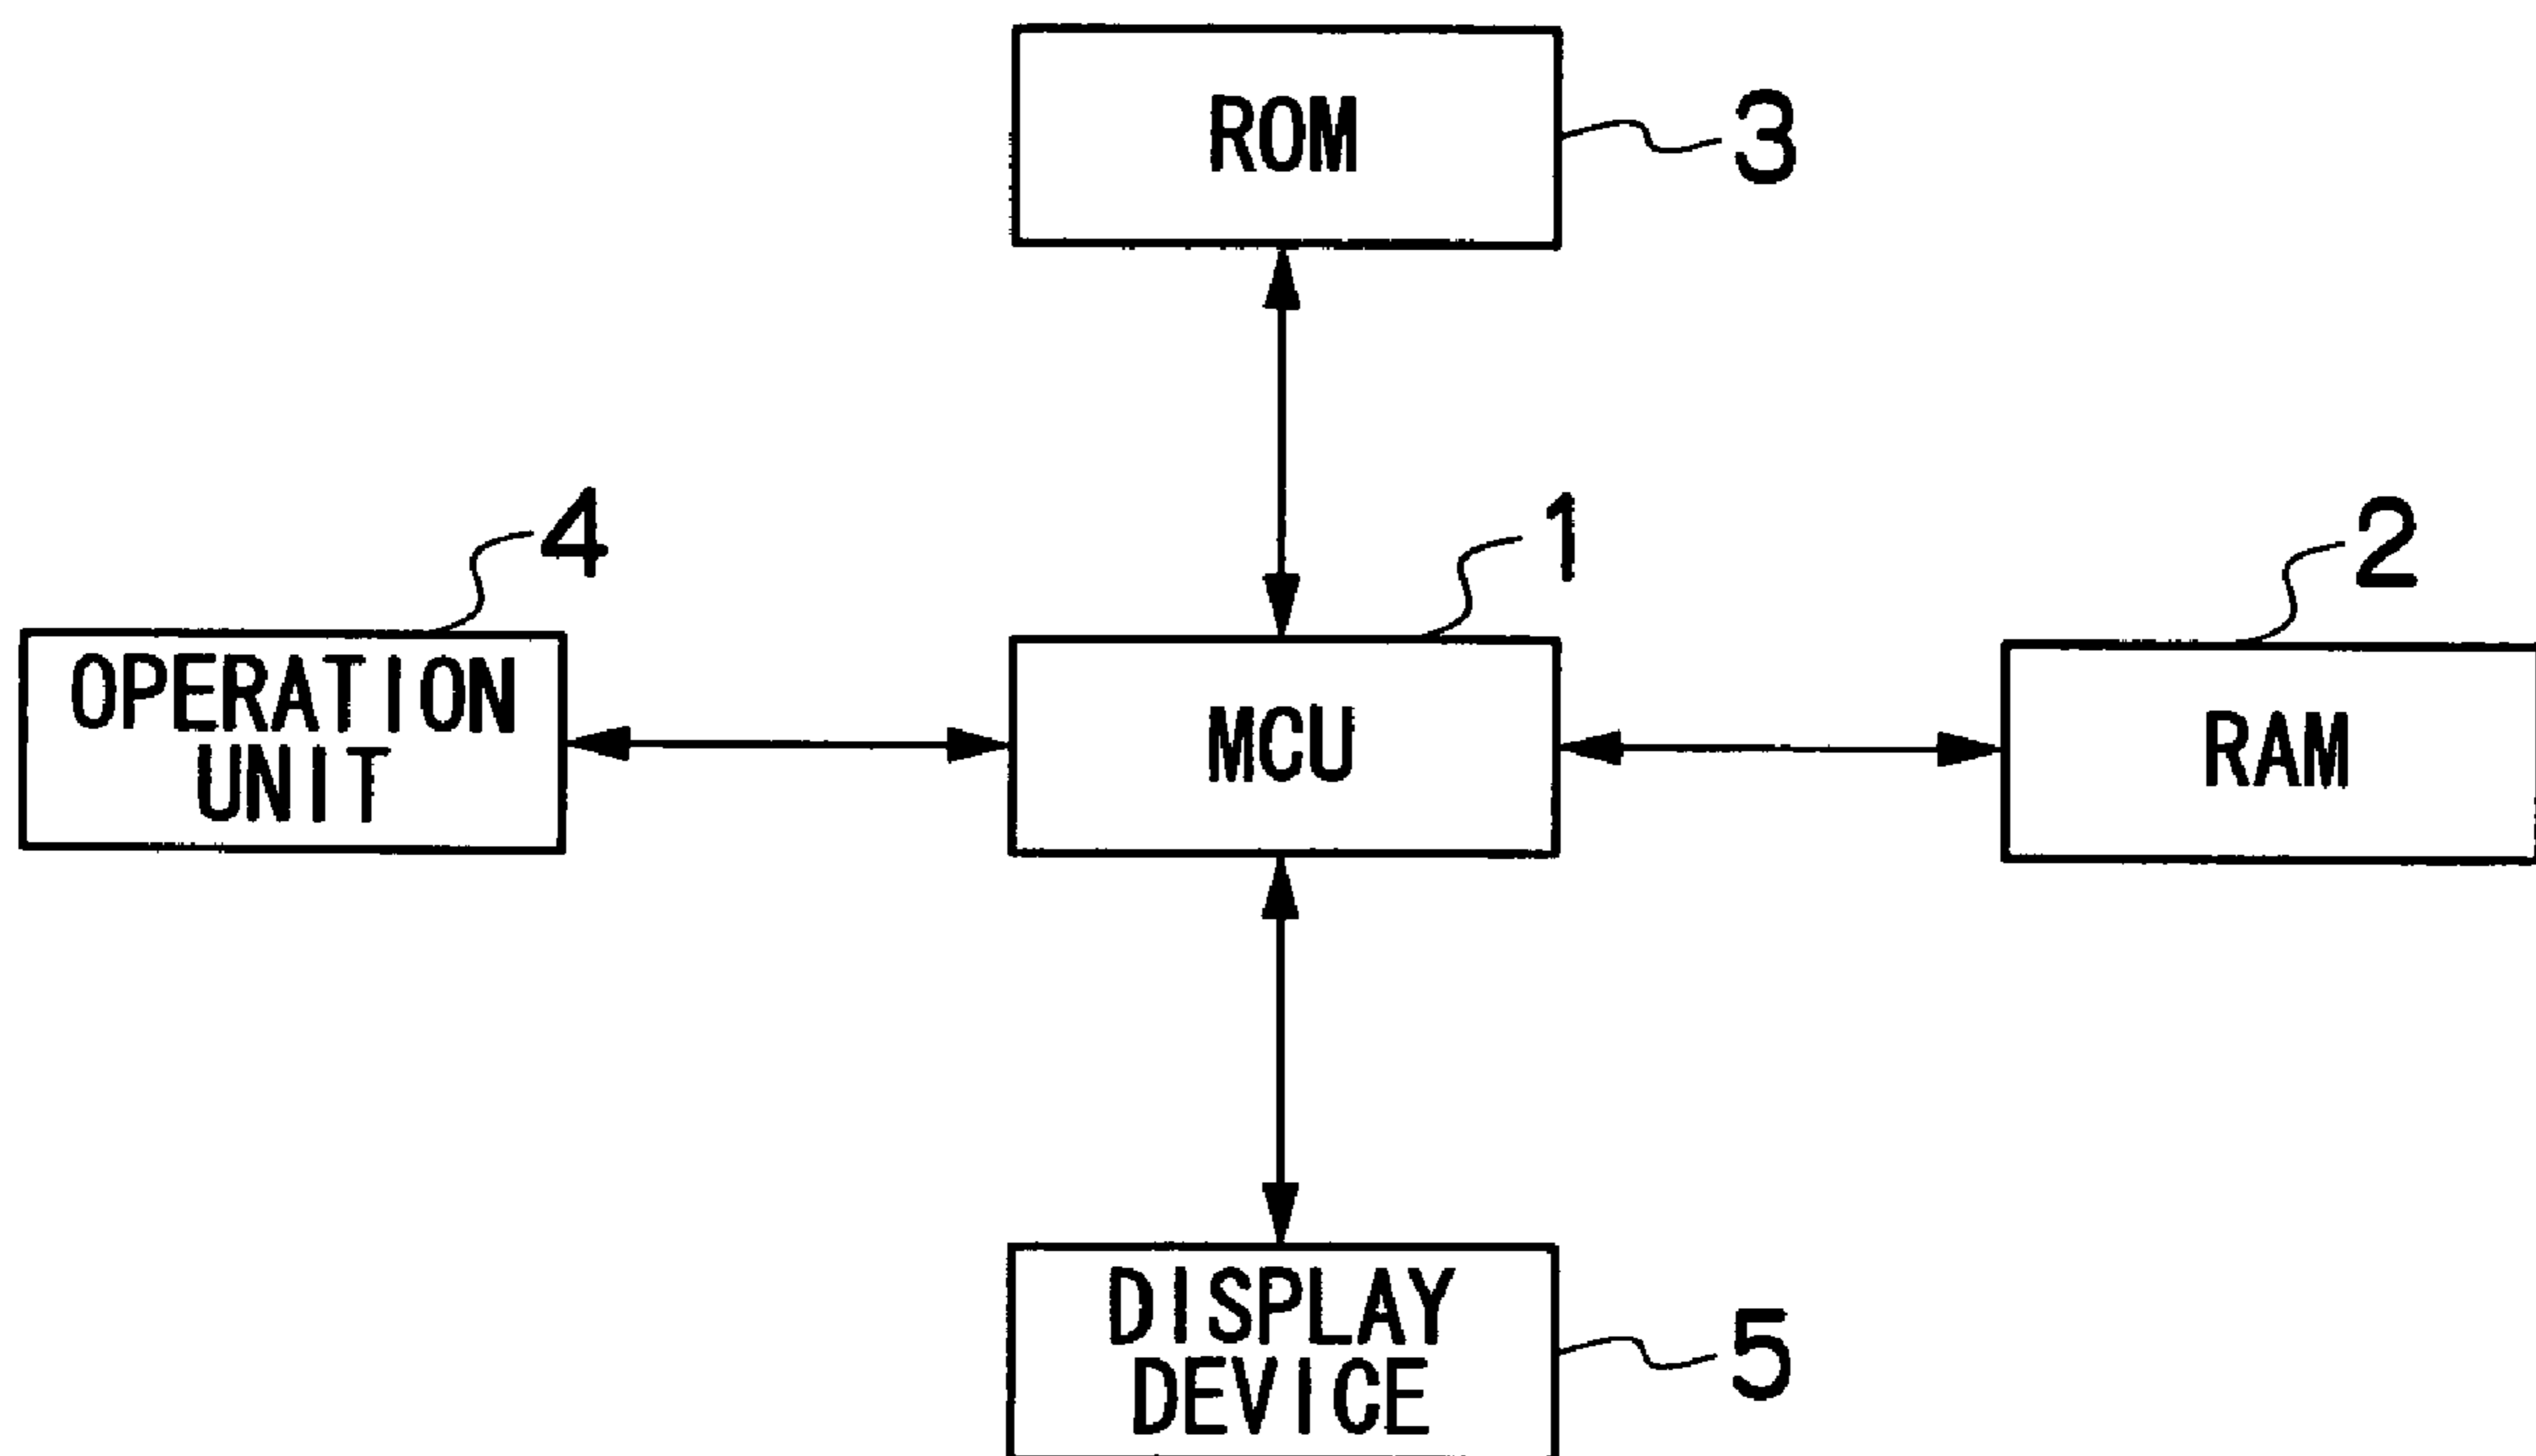 ROM
3
4
1
2
OPERATION
UNIT
MCU
RAM
DISPLAY
DEVICE
5